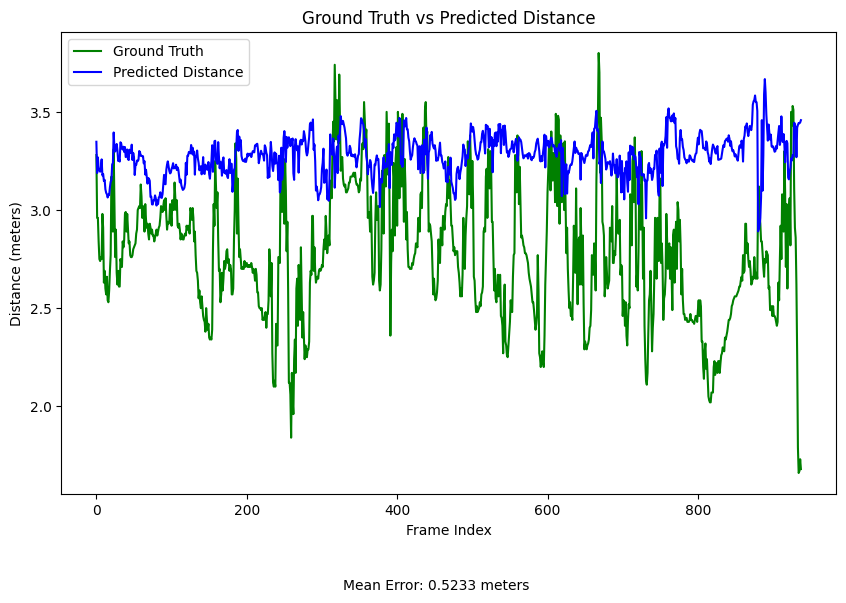 Ground Truth vs Predicted Distance
Ground Truth
Predicted Distance
3.5
3.0
2.5
2.0
Distance (meters)
0 200 400 600 800
Frame Index
Mean Error: 0.5233 meters